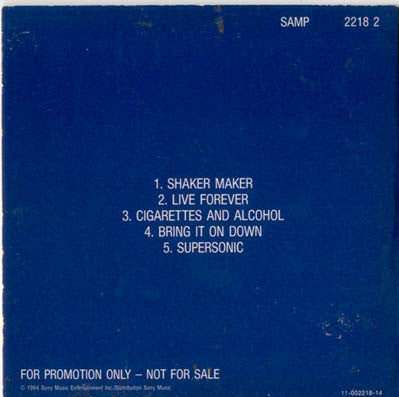 SAMP 2218 2
1. SHAKER MAKER
2. LIVE FOREVER
3. CIGARETTES AND ALCOHOL
4. BRING IT ON DOWN
5. SUPERSONIC
FOR PROMOTION ONLY – NOT FOR SALE
© 1994 Sony Music Entertainment Inc./Distribution Sony Music
11-002218-14